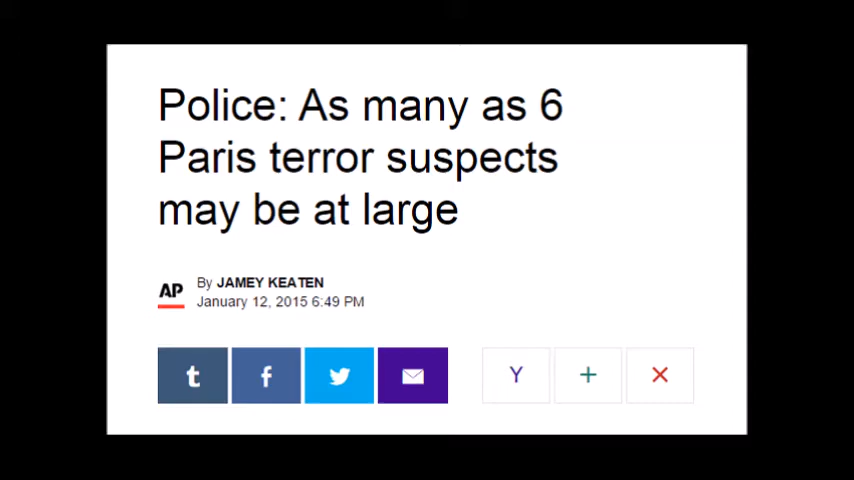 Police: As many as 6
Paris terror suspects
may be at large
AP
By JAMEY KEATEN
January 12, 2015 6:49 PM
t f Y + ×